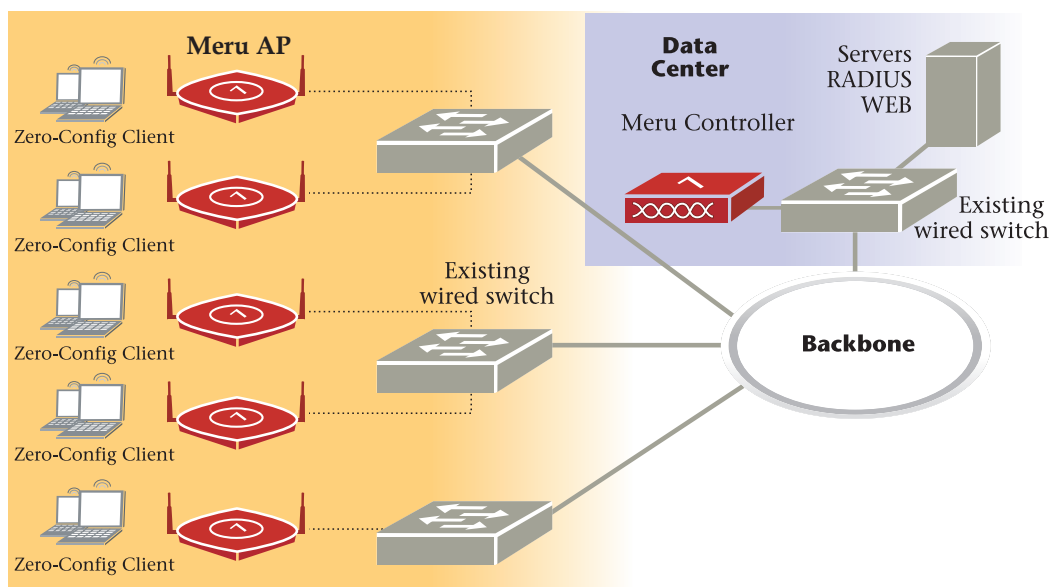 Meru AP
Zero-Config Client
Zero-Config Client
Existing
wired switch
Zero-Config Client
Zero-Config Client
Zero-Config Client
Data
Center
Servers
RADIUS
WEB
Meru Controller
Existing
wired switch
Backbone